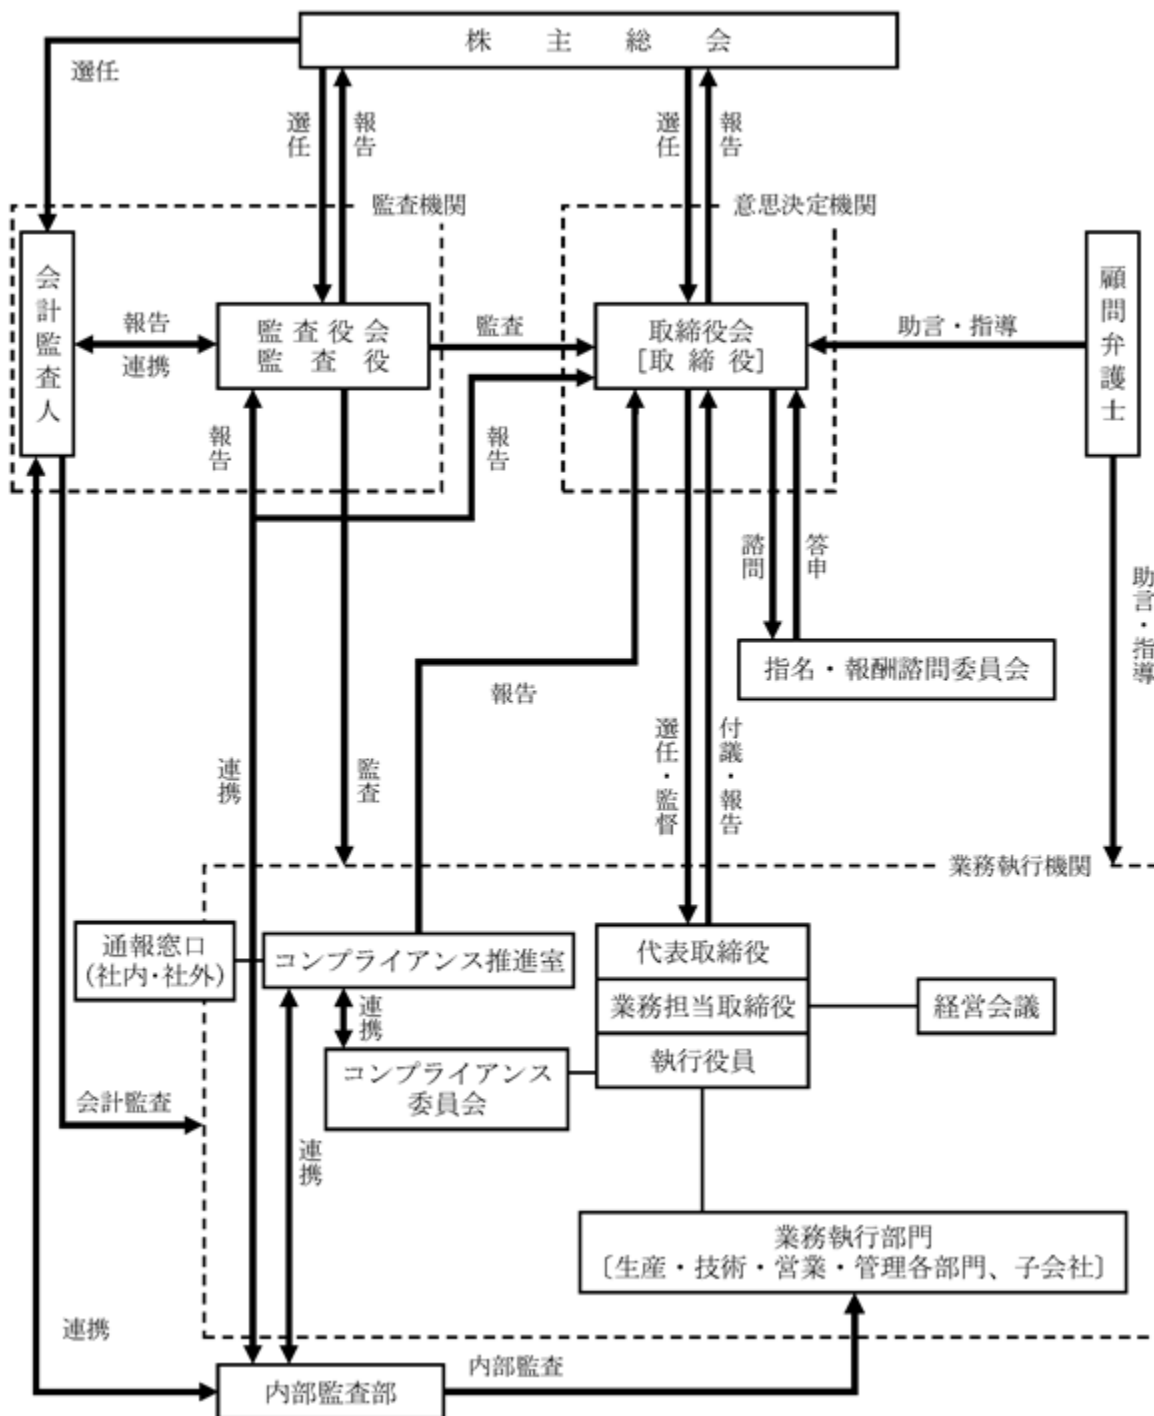 株主総会
選任
選任
報告
選任
報告
監査機関
意思決定機関
会計監査人
報告
連携
監査役会
監査役
監査
取締役会
［取締役］
助言・指導
顧問弁護士
報告
報告
諮問
答申
助言・指導
指名・報酬諮問委員会
報告
連携
監査
選任・監督
付議・報告
業務執行機関
通報窓口
（社内・社外）
コンプライアンス推進室
代表取締役
業務担当取締役
執行役員
経営会議
連携
コンプライアンス
委員会
会計監査
連携
業務執行部門
〔生産・技術・営業・管理各部門、子会社〕
連携
内部監査
内部監査部